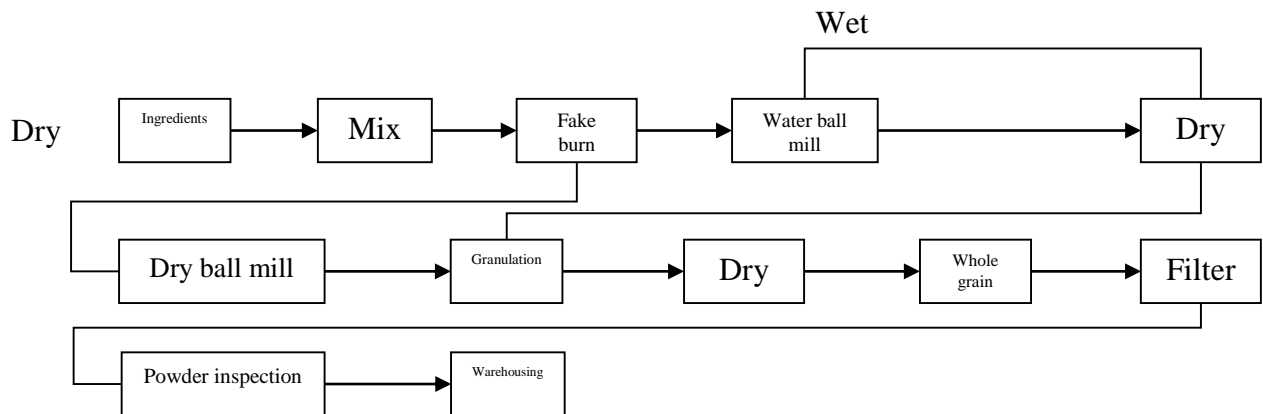 Wet
Dry
Ingredients
Mix
Fake
burn
Water ball
mill
Dry
Dry ball mill
Granulation
Dry
Whole
grain
Filter
Powder inspection
Warehousing